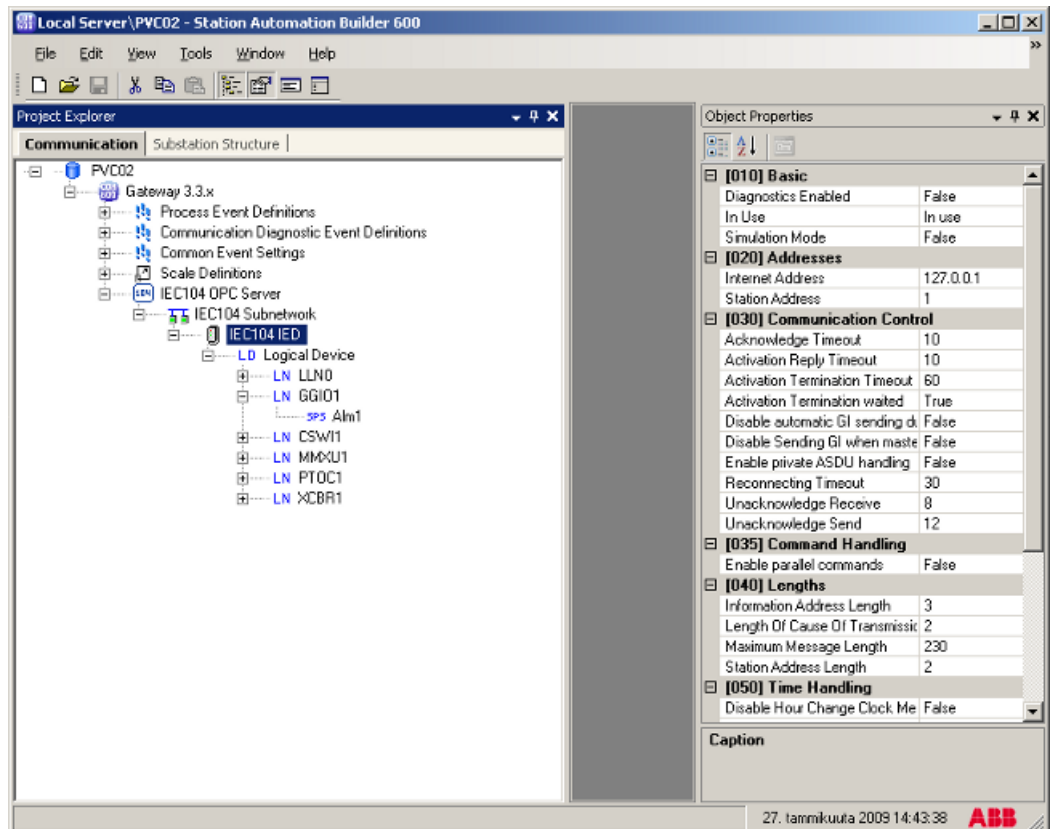 Local Server\PVC02 - Station Automation Builder 600
File Edit View Tools Window Help
Project Explorer
Communication Substation Structure
PVC02
Gateway 3.3.x
Process Event Definitions
Communication Diagnostic Event Definitions
Common Event Settings
Scale Definitions
104 IEC104 OPC Server
IEC104 Subnetwork
IEC104 IED
LD Logical Device
LN LLN0
LN GGIO1
SPS Alm1
LN CSWI1
LN MMXU1
LN PTOC1
LN XCBR1
Object Properties
[010] Basic
Diagnostics Enabled False
In Use In use
Simulation Mode False
[020] Addresses
Internet Address 127.0.0.1
Station Address 1
[030] Communication Control
Acknowledge Timeout 10
Activation Reply Timeout 10
Activation Termination Timeout 60
Activation Termination waited True
Disable automatic GI sending du False
Disable Sending GI when maste False
Enable private ASDU handling False
Reconnecting Timeout 30
Unacknowledge Receive 8
Unacknowledge Send 12
[035] Command Handling
Enable parallel commands False
[040] Lengths
Information Address Length 3
Length Of Cause Of Transmissic 2
Maximum Message Length 230
Station Address Length 2
[050] Time Handling
Disable Hour Change Clock Me False
Caption
27. tammikuuta 2009 14:43:38 ABB